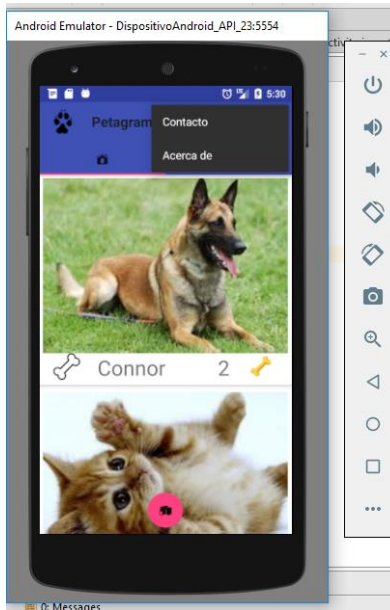 Android Emulator - DispositivoAndroid_API_23:5554
5:30
Petagram
Contacto
Acerca de
Connor 2
0: Messages